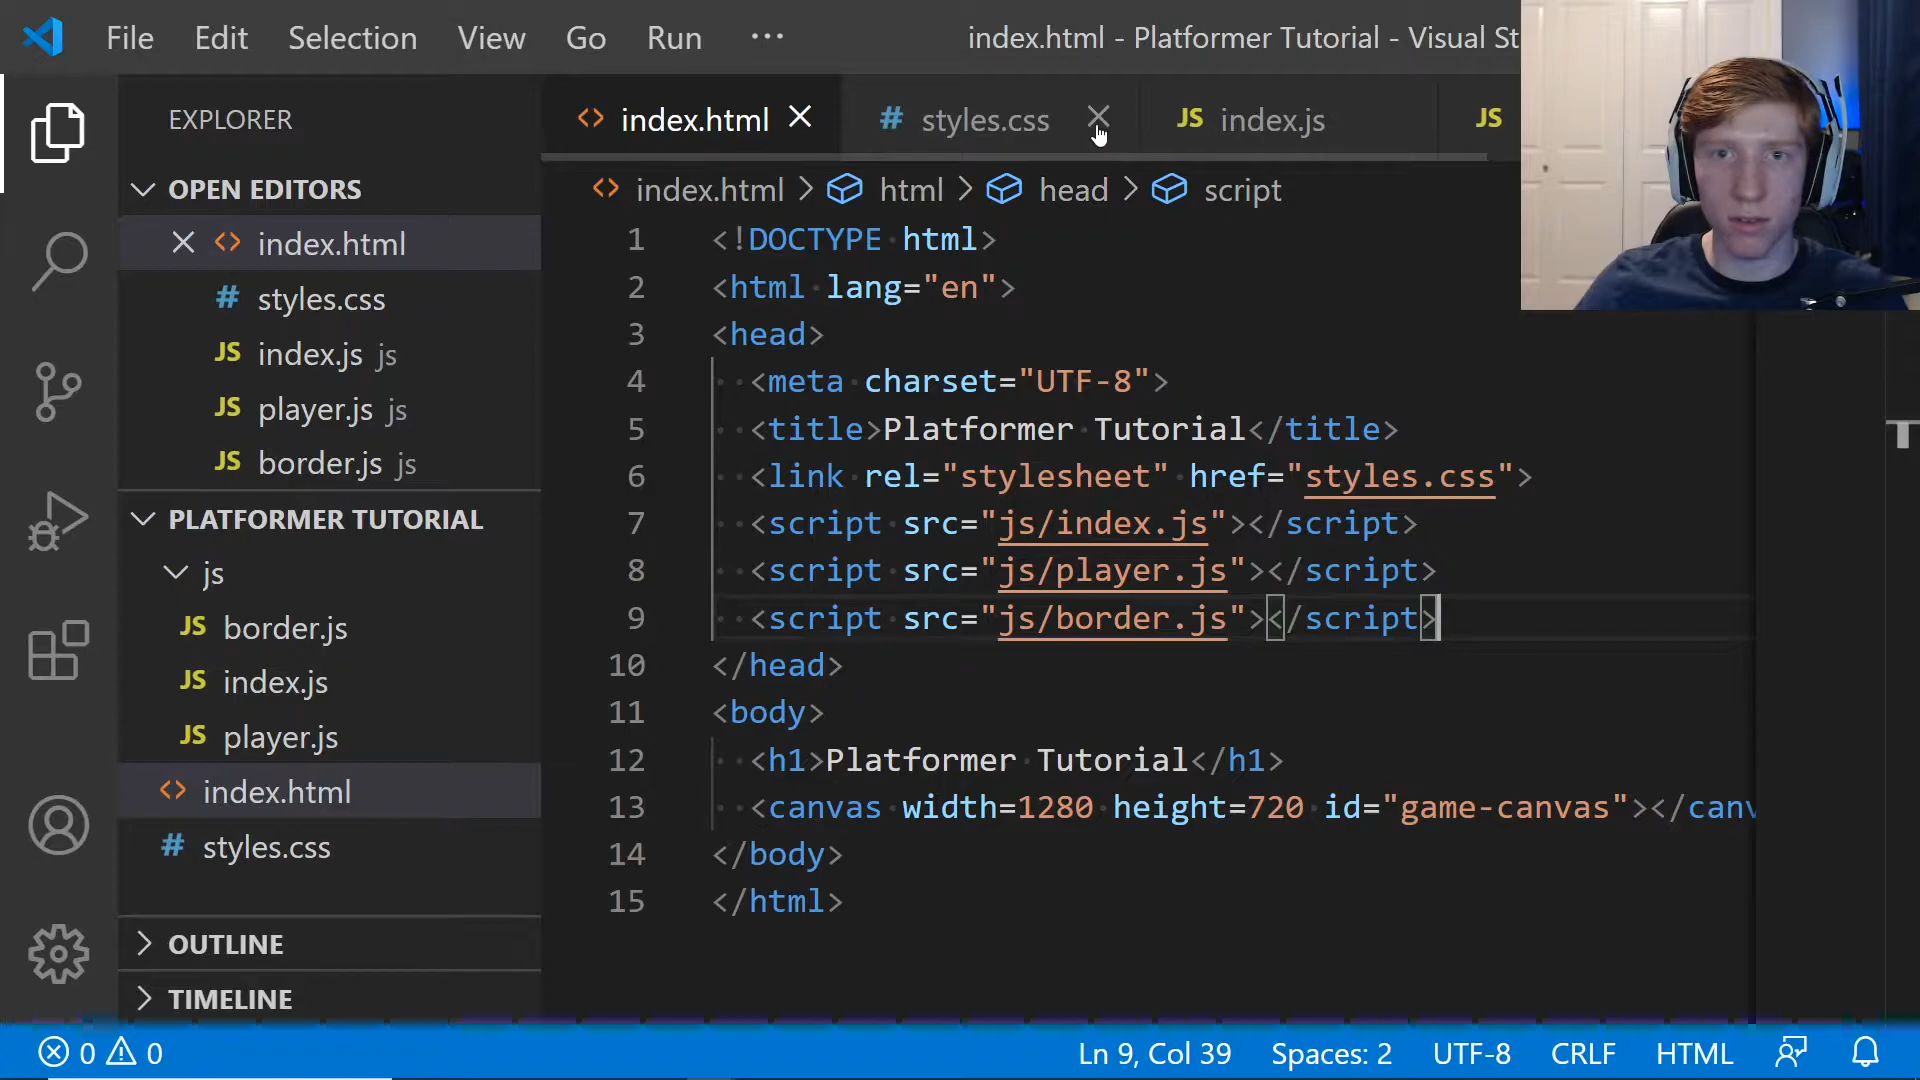 File Edit Selection View Go Run ···
index.html - Platformer Tutorial - Visual St
EXPLORER
OPEN EDITORS
index.html
styles.css
index.js js
player.js js
border.js js
PLATFORMER TUTORIAL
js
border.js
index.js
player.js
index.html
styles.css
OUTLINE
TIMELINE
index.html
styles.css
JS index.js
JS
index.html > html > head > script
1 <!DOCTYPE html>
2 <html lang="en">
3 <head>
4 <meta charset="UTF-8">
5 <title>Platformer Tutorial</title>
6 <link rel="stylesheet" href="styles.css">
7 <script src="js/index.js"></script>
8 <script src="js/player.js"></script>
9 <script src="js/border.js"></script>
10 </head>
11 <body>
12 <h1>Platformer Tutorial</h1>
13 <canvas width=1280 height=720 id="game-canvas"></canv
14 </body>
15 </html>
0 0
Ln 9, Col 39 Spaces: 2 UTF-8 CRLF HTML